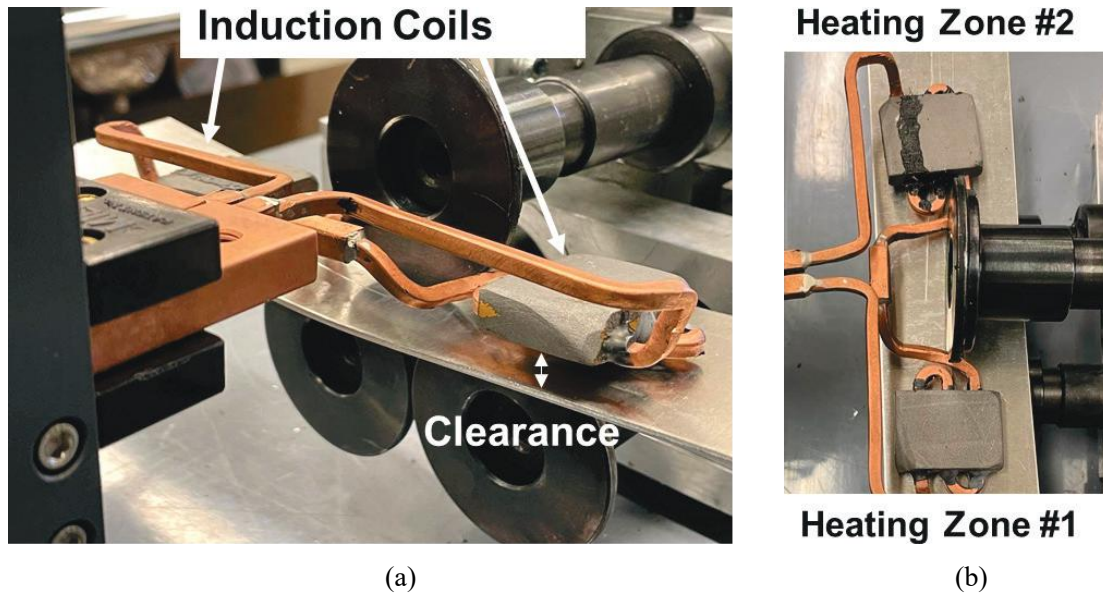 Induction Coils
Clearance
(a)
Heating Zone #2
Heating Zone #1
(b)